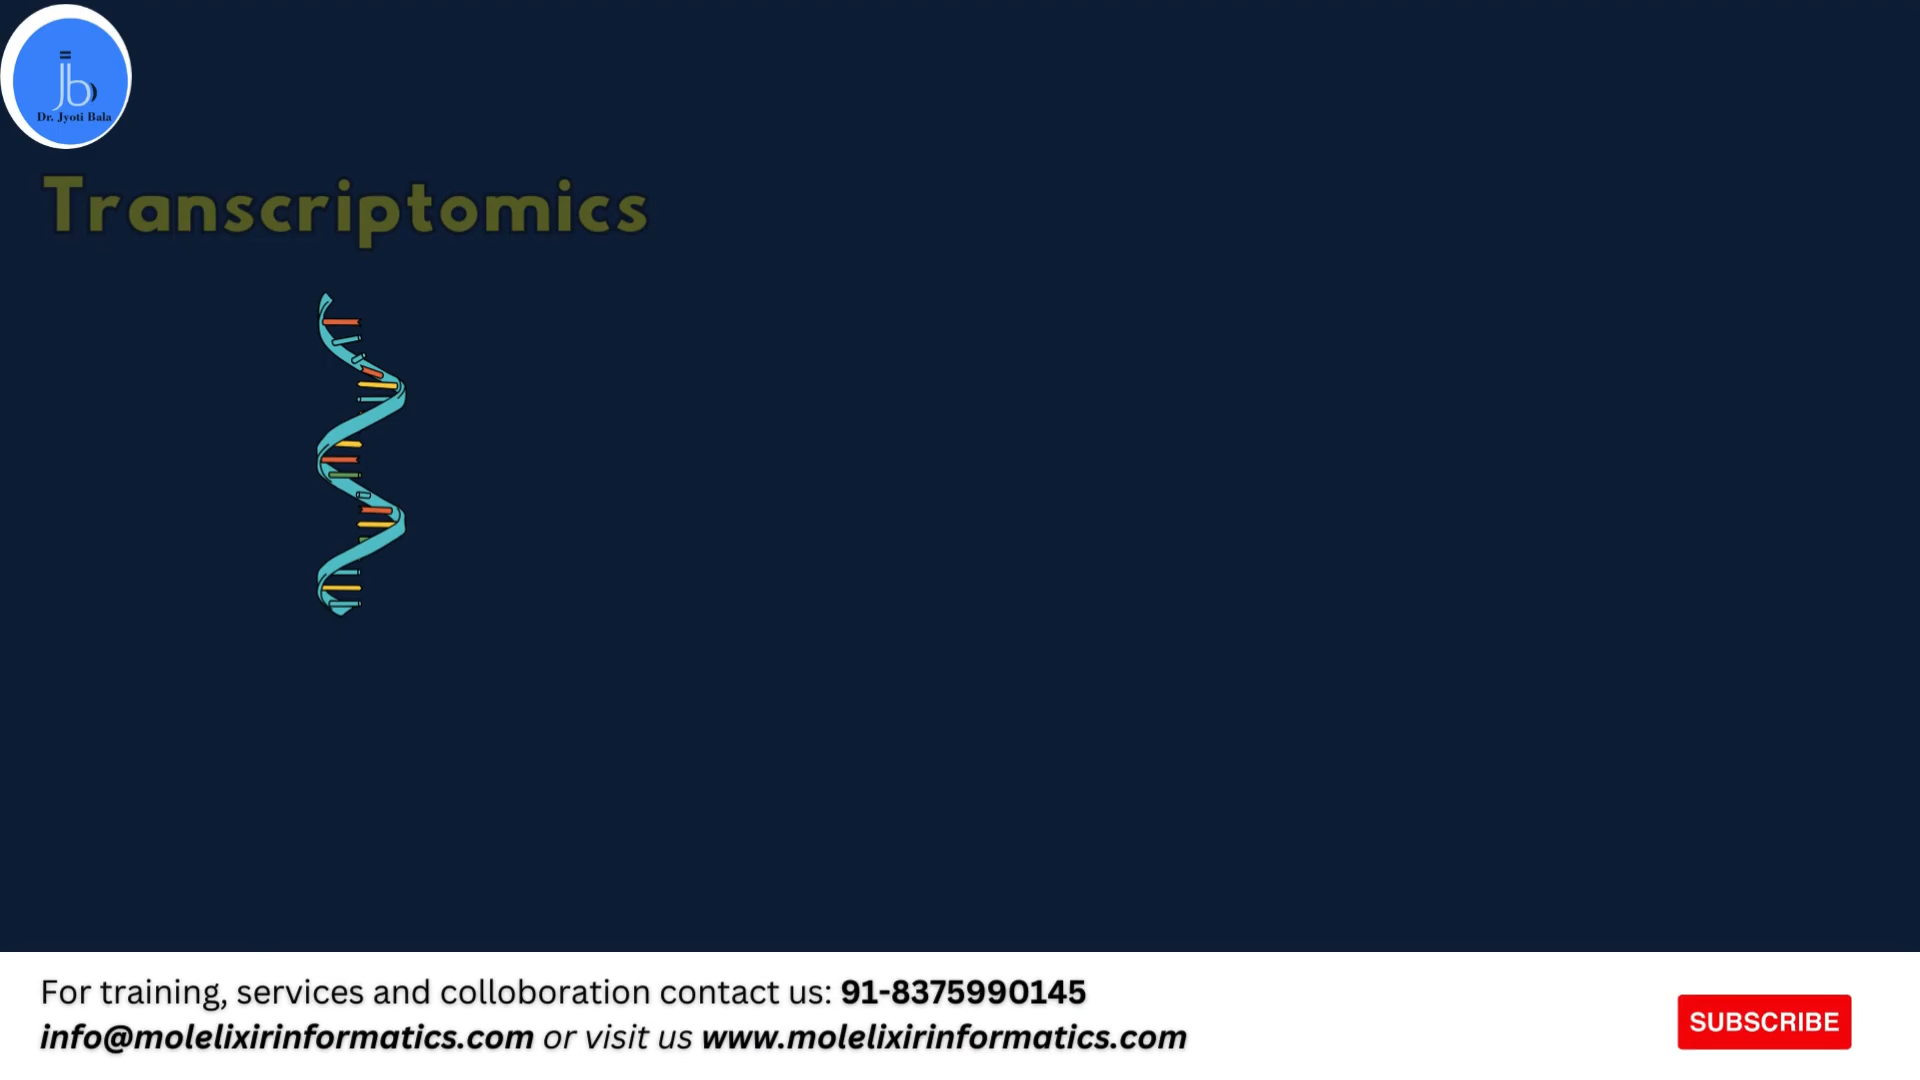 jb
Dr. Jyoti Bala
Transcriptomics
For training, services and colloboration contact us: 91-8375990145
info@molelixirinformatics.com or visit us www.molelixirinformatics.com
SUBSCRIBE